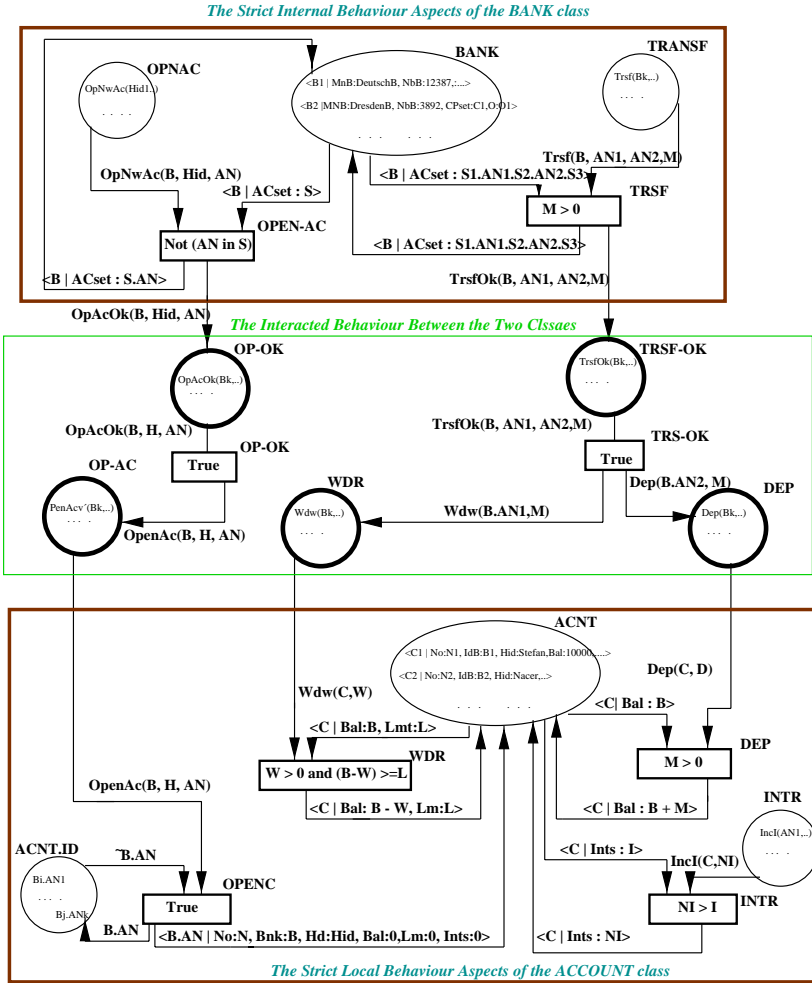 The Strict Internal Behaviour Aspects of the BANK class
OPNAC
BANK
TRANSF
OpNwAc(Hid1,..)
. . . .
<B1 | MnB:DeutschB, NbB:12387,:...>
<B2 |MNB:DresdenB, NbB:3892, CPset:C1,O:O1>
. . . . . .
Trsf(Bk,..)
... .
OpNwAc(B, Hid, AN)
Trsf(B, AN1, AN2,M)
<B | ACset : S>
<B | ACset : S1.AN1.S2.AN2.S3>
TRSF
M > 0
OPEN-AC
Not (AN in S)
<B | ACset : S1.AN1.S2.AN2.S3>
<B | ACset : S.AN>
TrsfOk(B, AN1, AN2,M)
OpAcOk(B, Hid, AN)
The Interacted Behaviour Between the Two Clssaes
OP-OK
TRSF-OK
OpAcOk(Bk,..)
... .
TrsfOk(Bk,..)
... .
OpAcOk(B, H, AN)
TrsfOk(B, AN1, AN2,M)
OP-OK
True
TRS-OK
True
OP-AC
WDR
Dep(B.AN2, M)
DEP
PenAcv´(Bk,..)
... .
Wdw(Bk,..)
... .
Wdw(B.AN1,M)
Dep(Bk,..)
... .
OpenAc(B, H, AN)
ACNT
<C1 | No:N1, IdB:B1, Hid:Stefan,Bal:10000,....>
<C2 | No:N2, IdB:B2, Hid:Nacer,..>
. . . . . .
Dep(C, D)
Wdw(C,W)
<C| Bal : B>
<C | Bal:B, Lmt:L>
WDR
DEP
W > 0 and (B-W) >=L
M > 0
OpenAc(B, H, AN)
<C | Bal: B - W, Lm:L>
<C | Bal : B + M>
INTR
ACNT.ID
~B.AN
<C | Ints : I>
IncI(AN1,..)
... .
IncI(C,NI)
Bi.AN1
... .
Bj.ANk
OPENC
True
INTR
NI > I
B.AN
<B.AN | No:N, Bnk:B, Hd:Hid, Bal:0,Lm:0, Ints:0>
<C | Ints : NI>
The Strict Local Behaviour Aspects of the ACCOUNT class